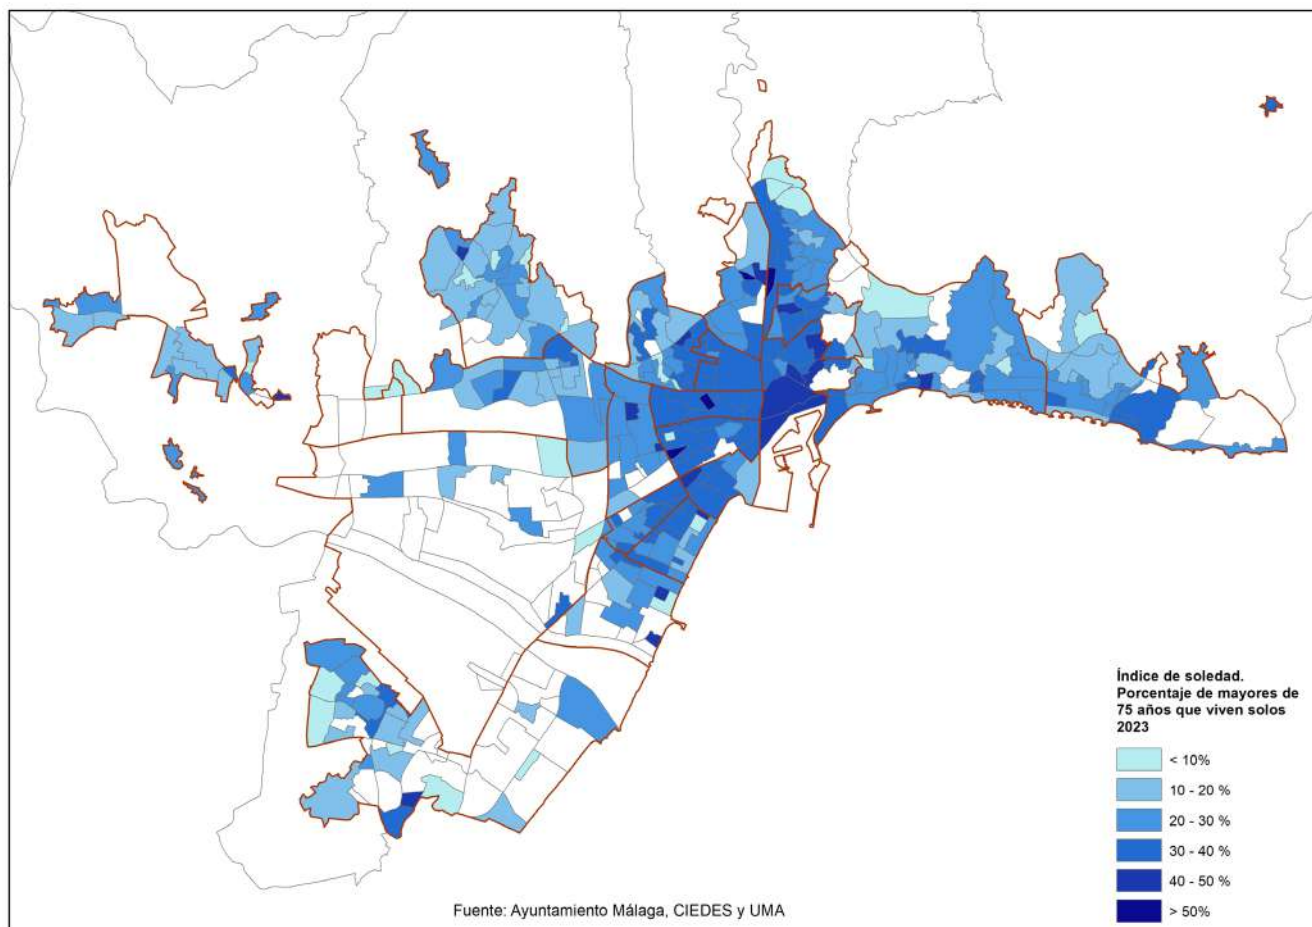 Índice de soledad.
Porcentaje de mayores de
75 años que viven solos
2023
< 10%
10 - 20 %
20 - 30 %
30 - 40 %
40 - 50 %
> 50%
Fuente: Ayuntamiento Málaga, CIEDES y UMA